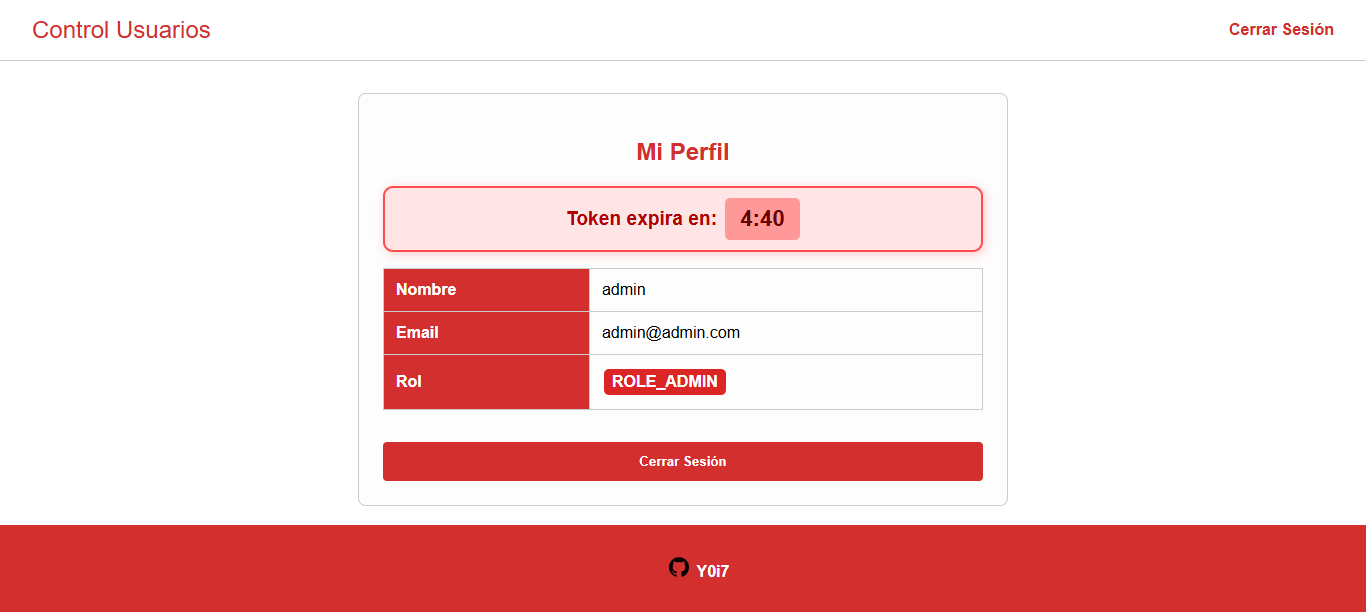 Control Usuarios
Cerrar Sesión
Mi Perfil
Token expira en: 4:40
Nombre admin
Email admin@admin.com
Rol ROLE_ADMIN
Cerrar Sesión
Y0i7